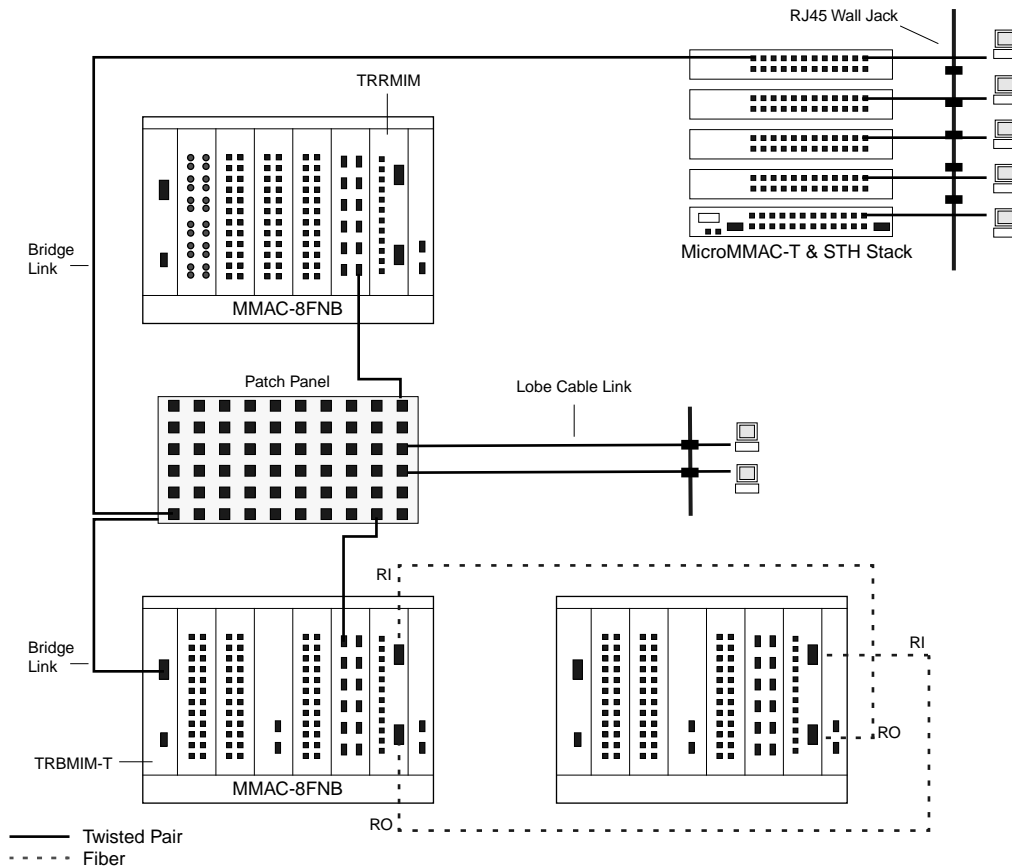 RJ45 Wall Jack
TRRMIM
MicroMMAC-T & STH Stack
Bridge
Link
MMAC-8FNB
Patch Panel
Lobe Cable Link
RI
Bridge
Link
RI
RO
TRBMIM-T
MMAC-8FNB
RO
Twisted Pair
Fiber